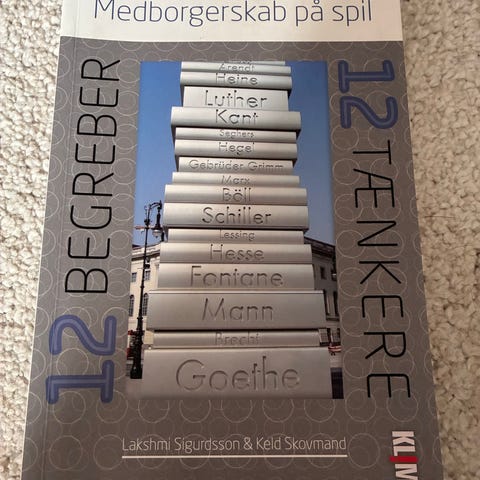 Medborgerskab på spil
12 BEGREBER
12 TÆNKERE
Arendt
Heine
Luther
Kant
Seghers
Hegel
Gebrüder Grimm
Marx
Böll
Schiller
Lessing
Hesse
Fontane
Mann
Brecht
Goethe
Lakshmi Sigurdsson & Keld Skovmand
KLIM